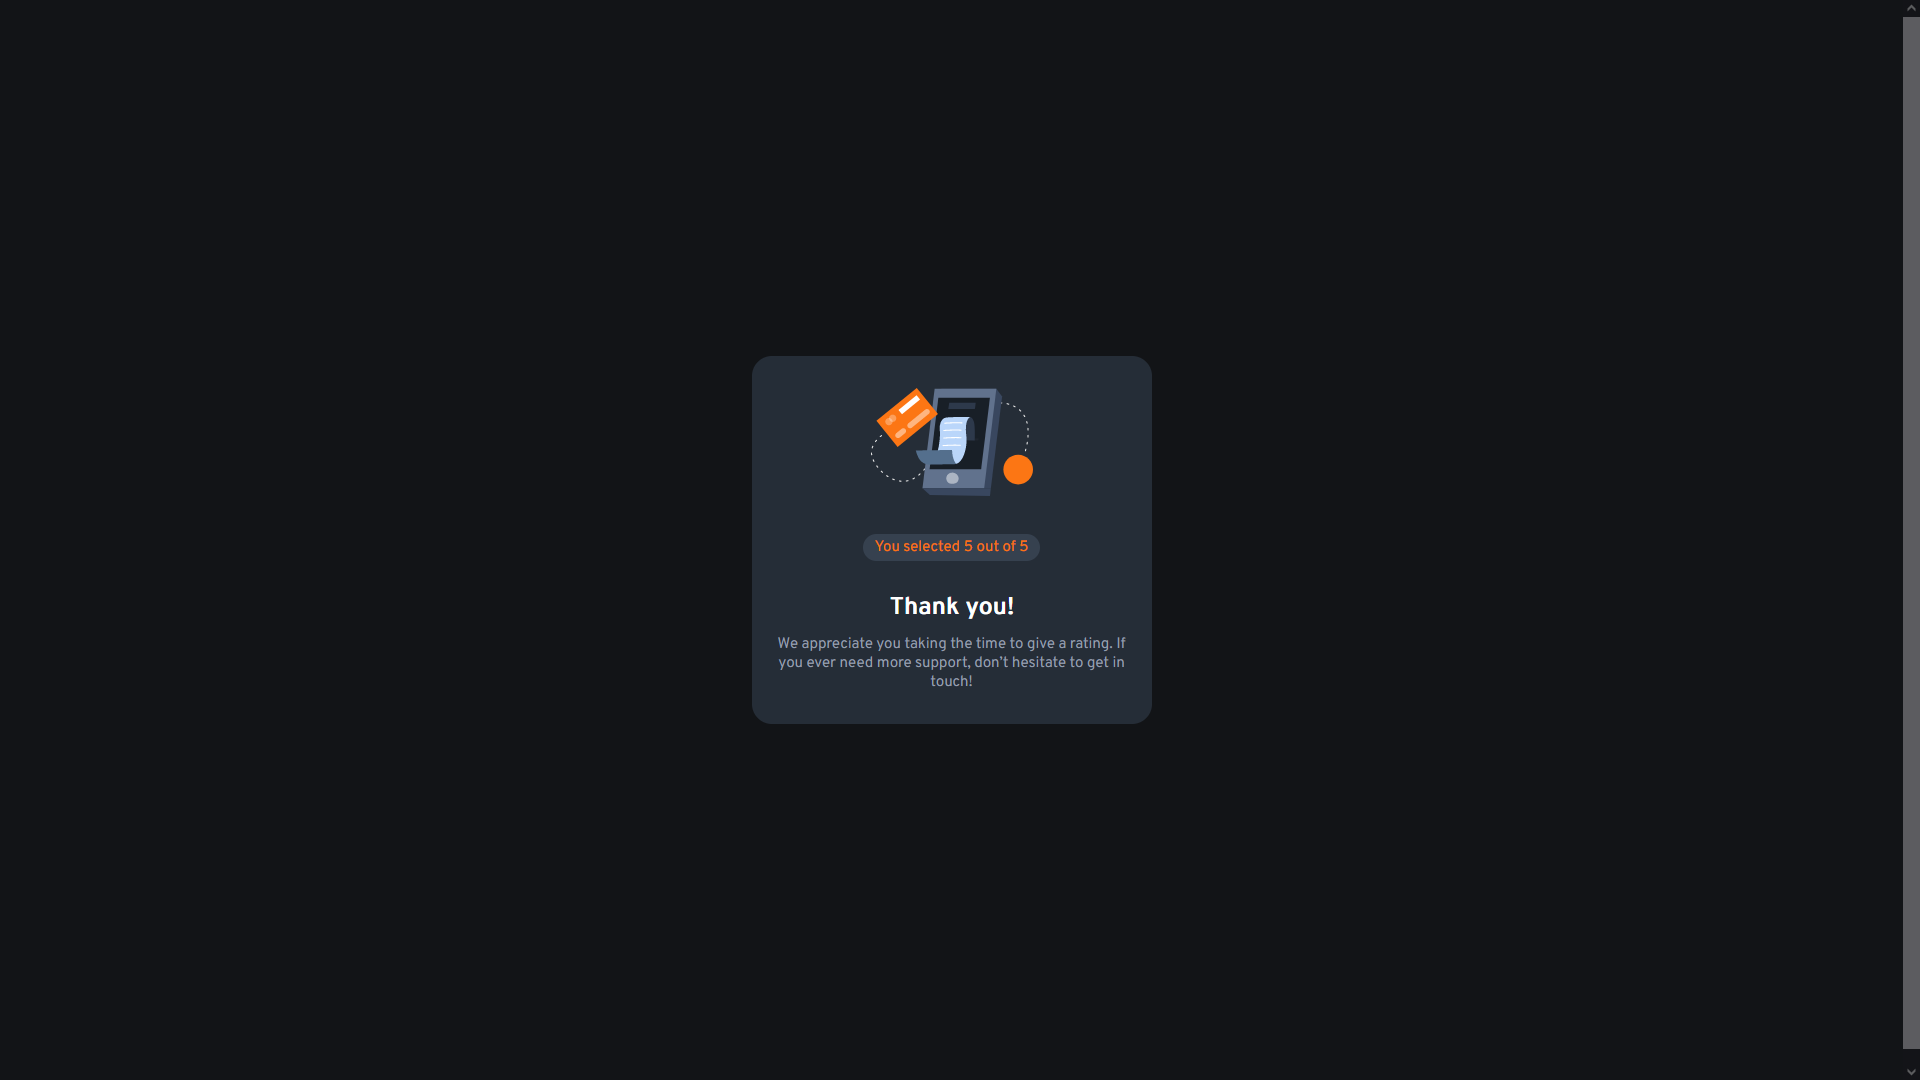 You selected 5 out of 5
Thank you!
We appreciate you taking the time to give a rating. If
you ever need more support, don't hesitate to get in
touch!